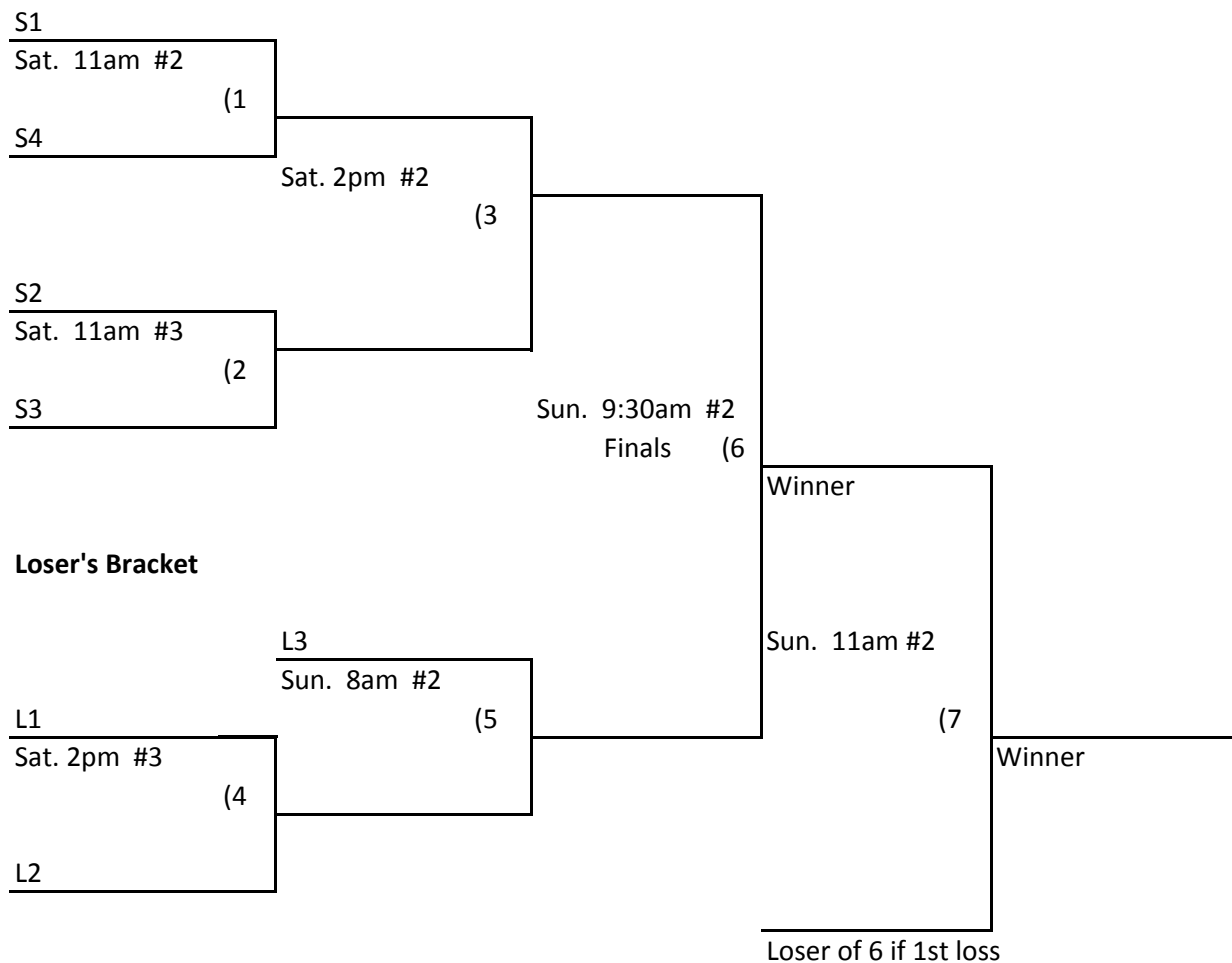 S1
Sat.  11am  #2
(1
S4
Sat. 2pm  #2
(3
S2
Sat.  11am  #3
(2
S3
Sun.  9:30am  #2
Finals (6
Winner
Loser's Bracket
L3
Sun.  11am #2
Sun.  8am  #2
L1
(5
(7
Sat. 2pm  #3
Winner
(4
L2
Loser of 6 if 1st loss